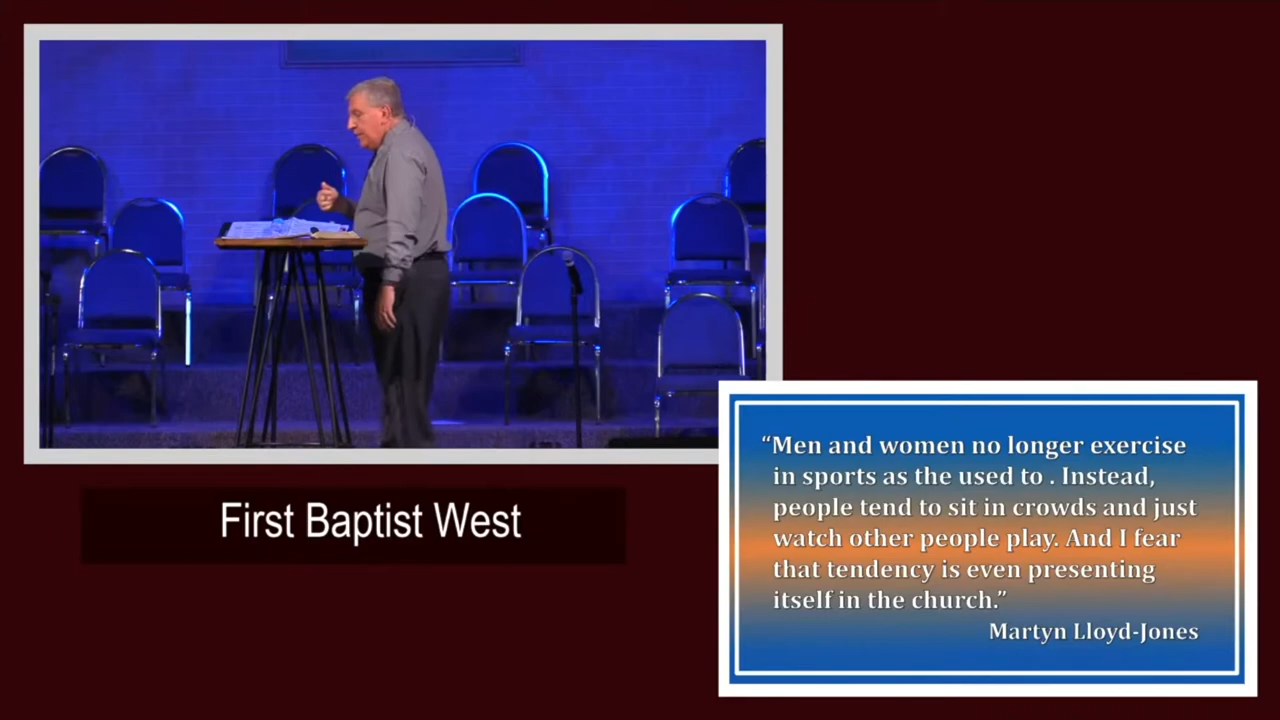 First Baptist West
“Men and women no longer exercise
in sports as the used to . Instead,
people tend to sit in crowds and just
watch other people play. And I fear
that tendency is even presenting
itself in the church.”
Martyn Lloyd-Jones